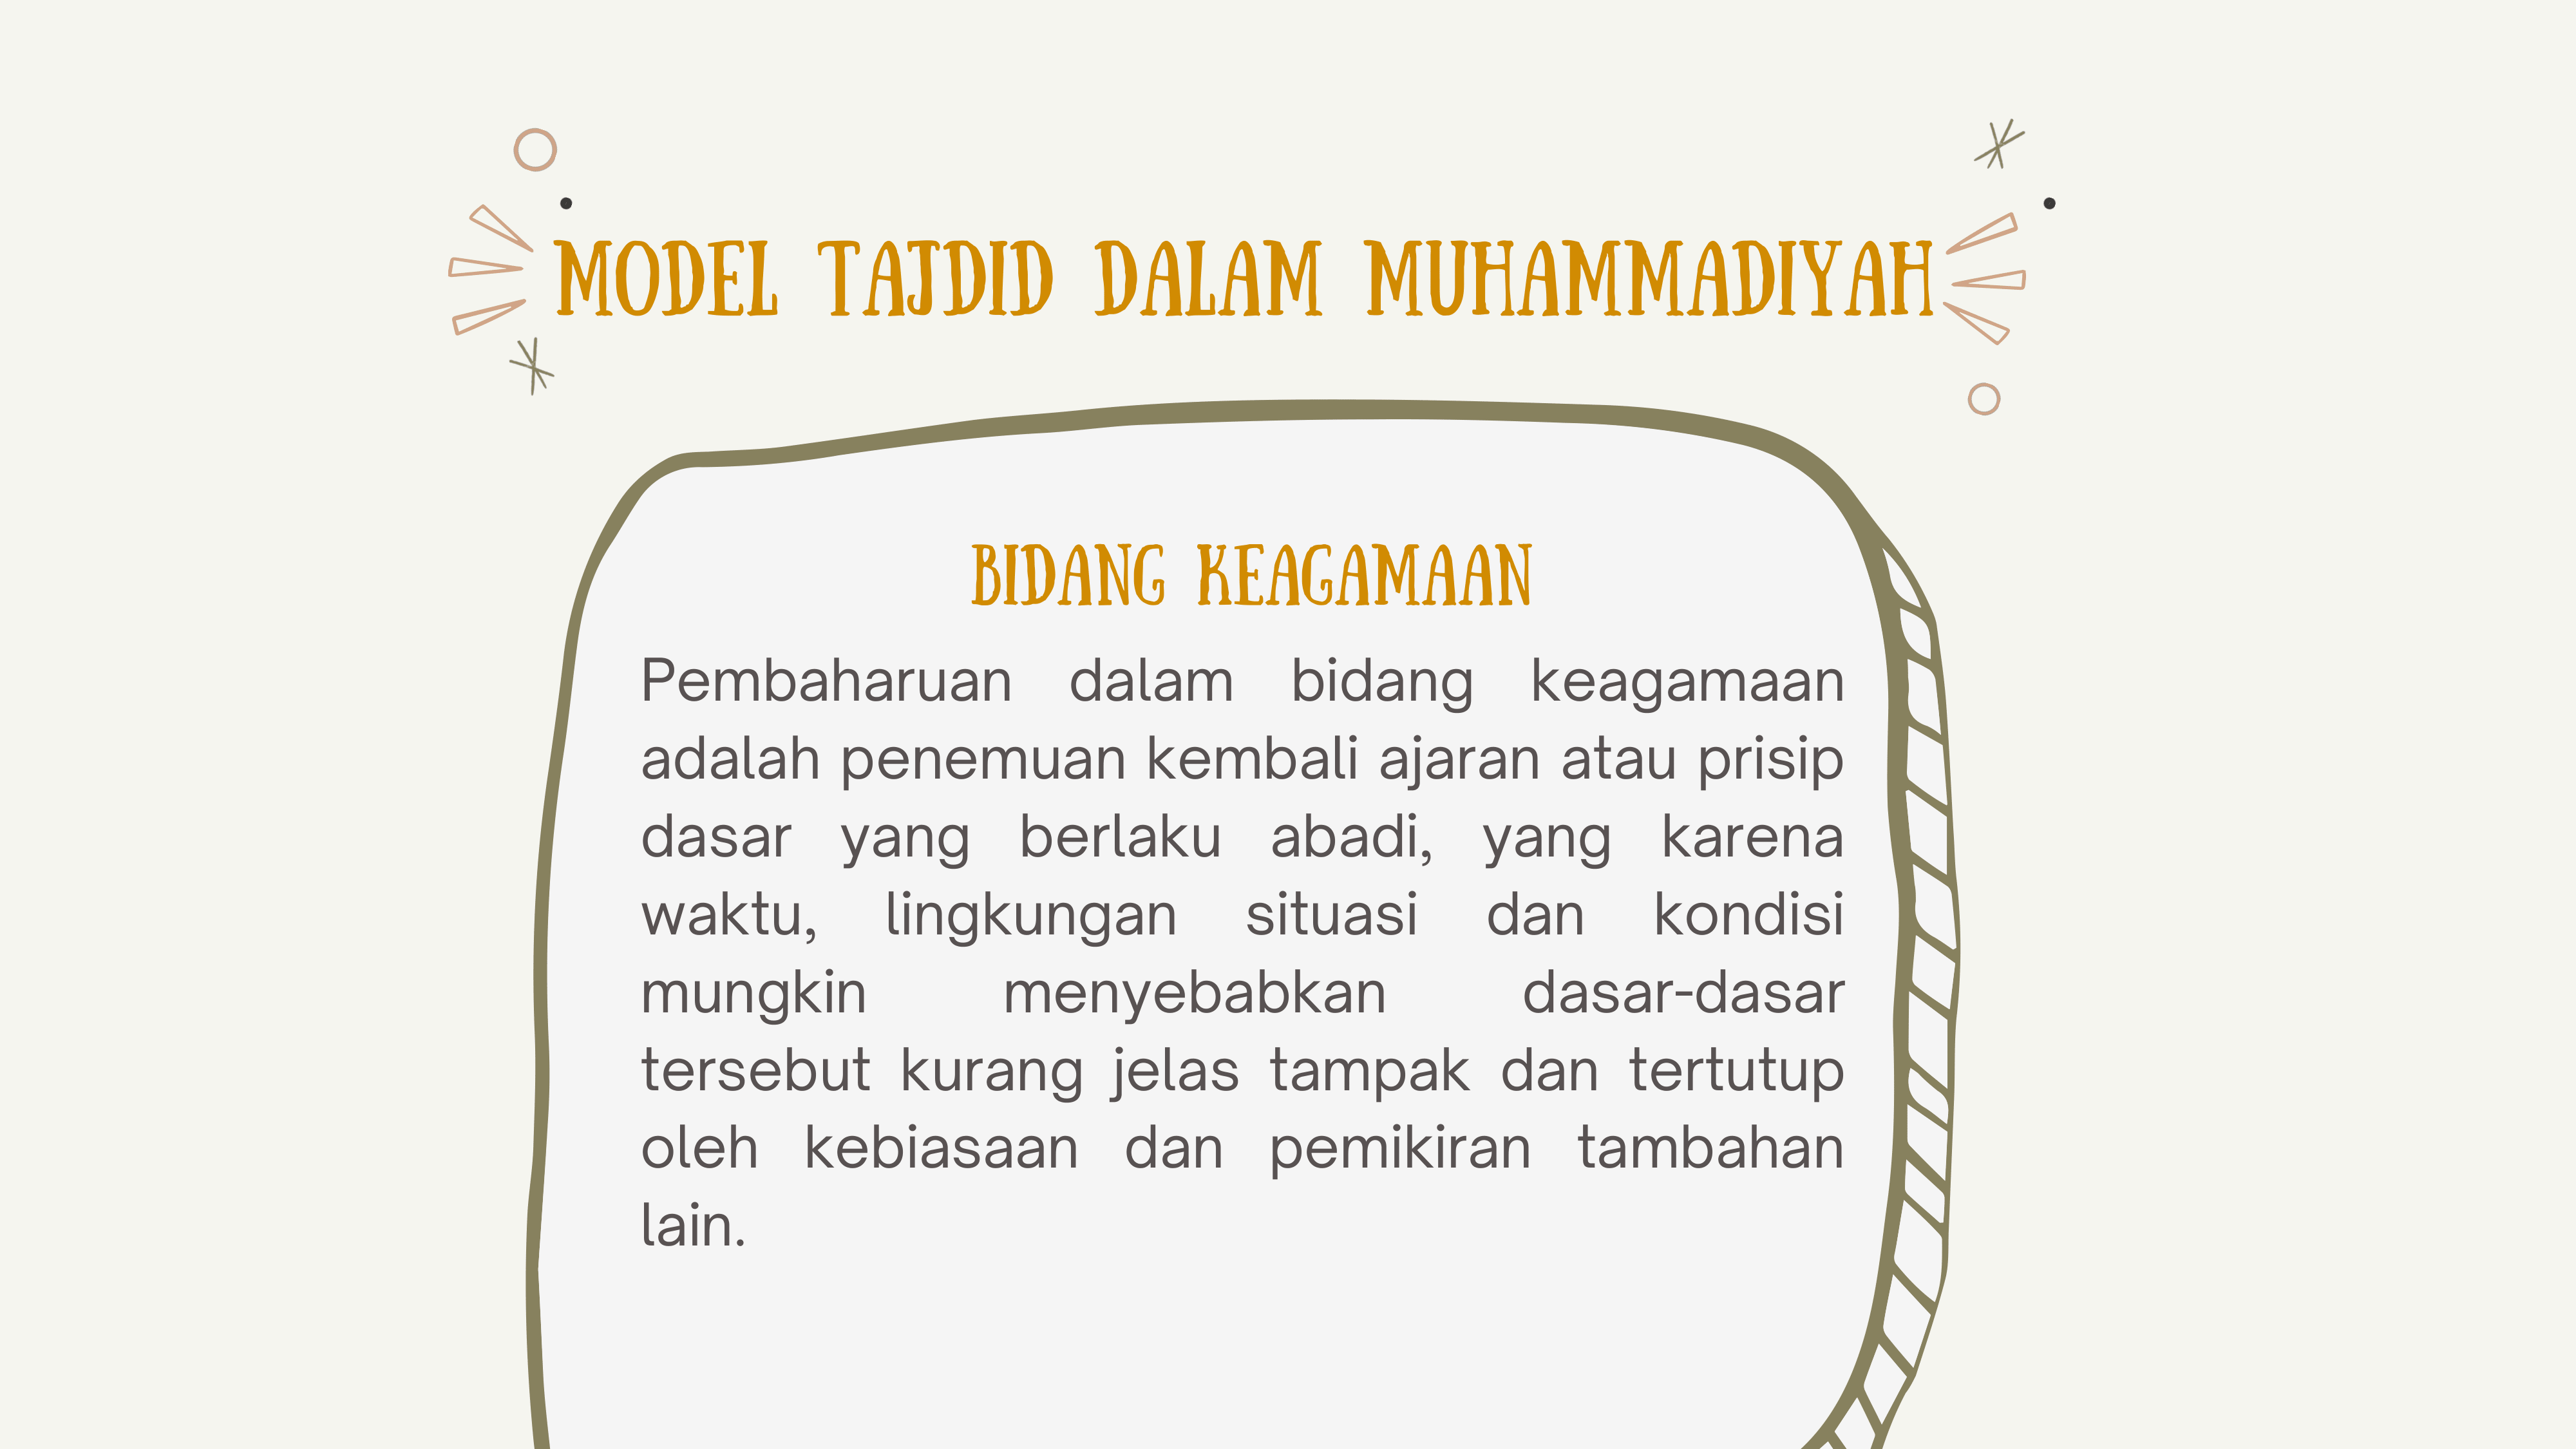 MODEL TAJDID DALAM MUHAMMADIYAH
BIDANG KEAGAMAAN
Pembaharuan dalam bidang keagamaan
adalah penemuan kembali ajaran atau prisip
dasar yang berlaku abadi, yang karena
waktu, lingkungan situasi dan kondisi
mungkin menyebabkan dasar-dasar
tersebut kurang jelas tampak dan tertutup
oleh kebiasaan dan pemikiran tambahan
lain.